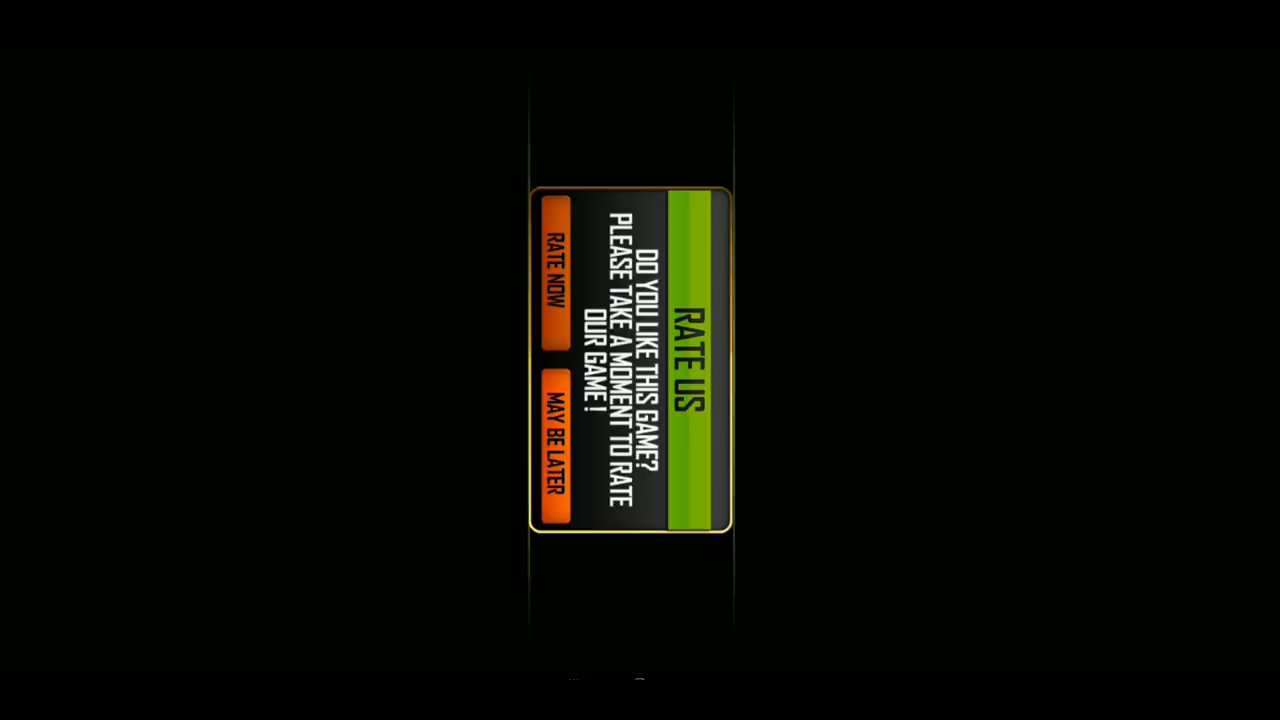 RATE US
DO YOU LIKE THIS GAME?
PLEASE TAKE A MOMENT TO RATE
OUR GAME!
RATE NOW
MAY BE LATER